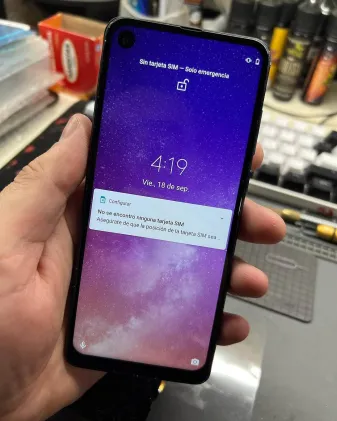 Sin tarjeta SIM — Solo emergencia
4:19
Vie., 18 de sep.
Configurar
No se encontró ninguna tarjeta SIM
Asegúrate de que la posición de la tarjeta SIM sea...